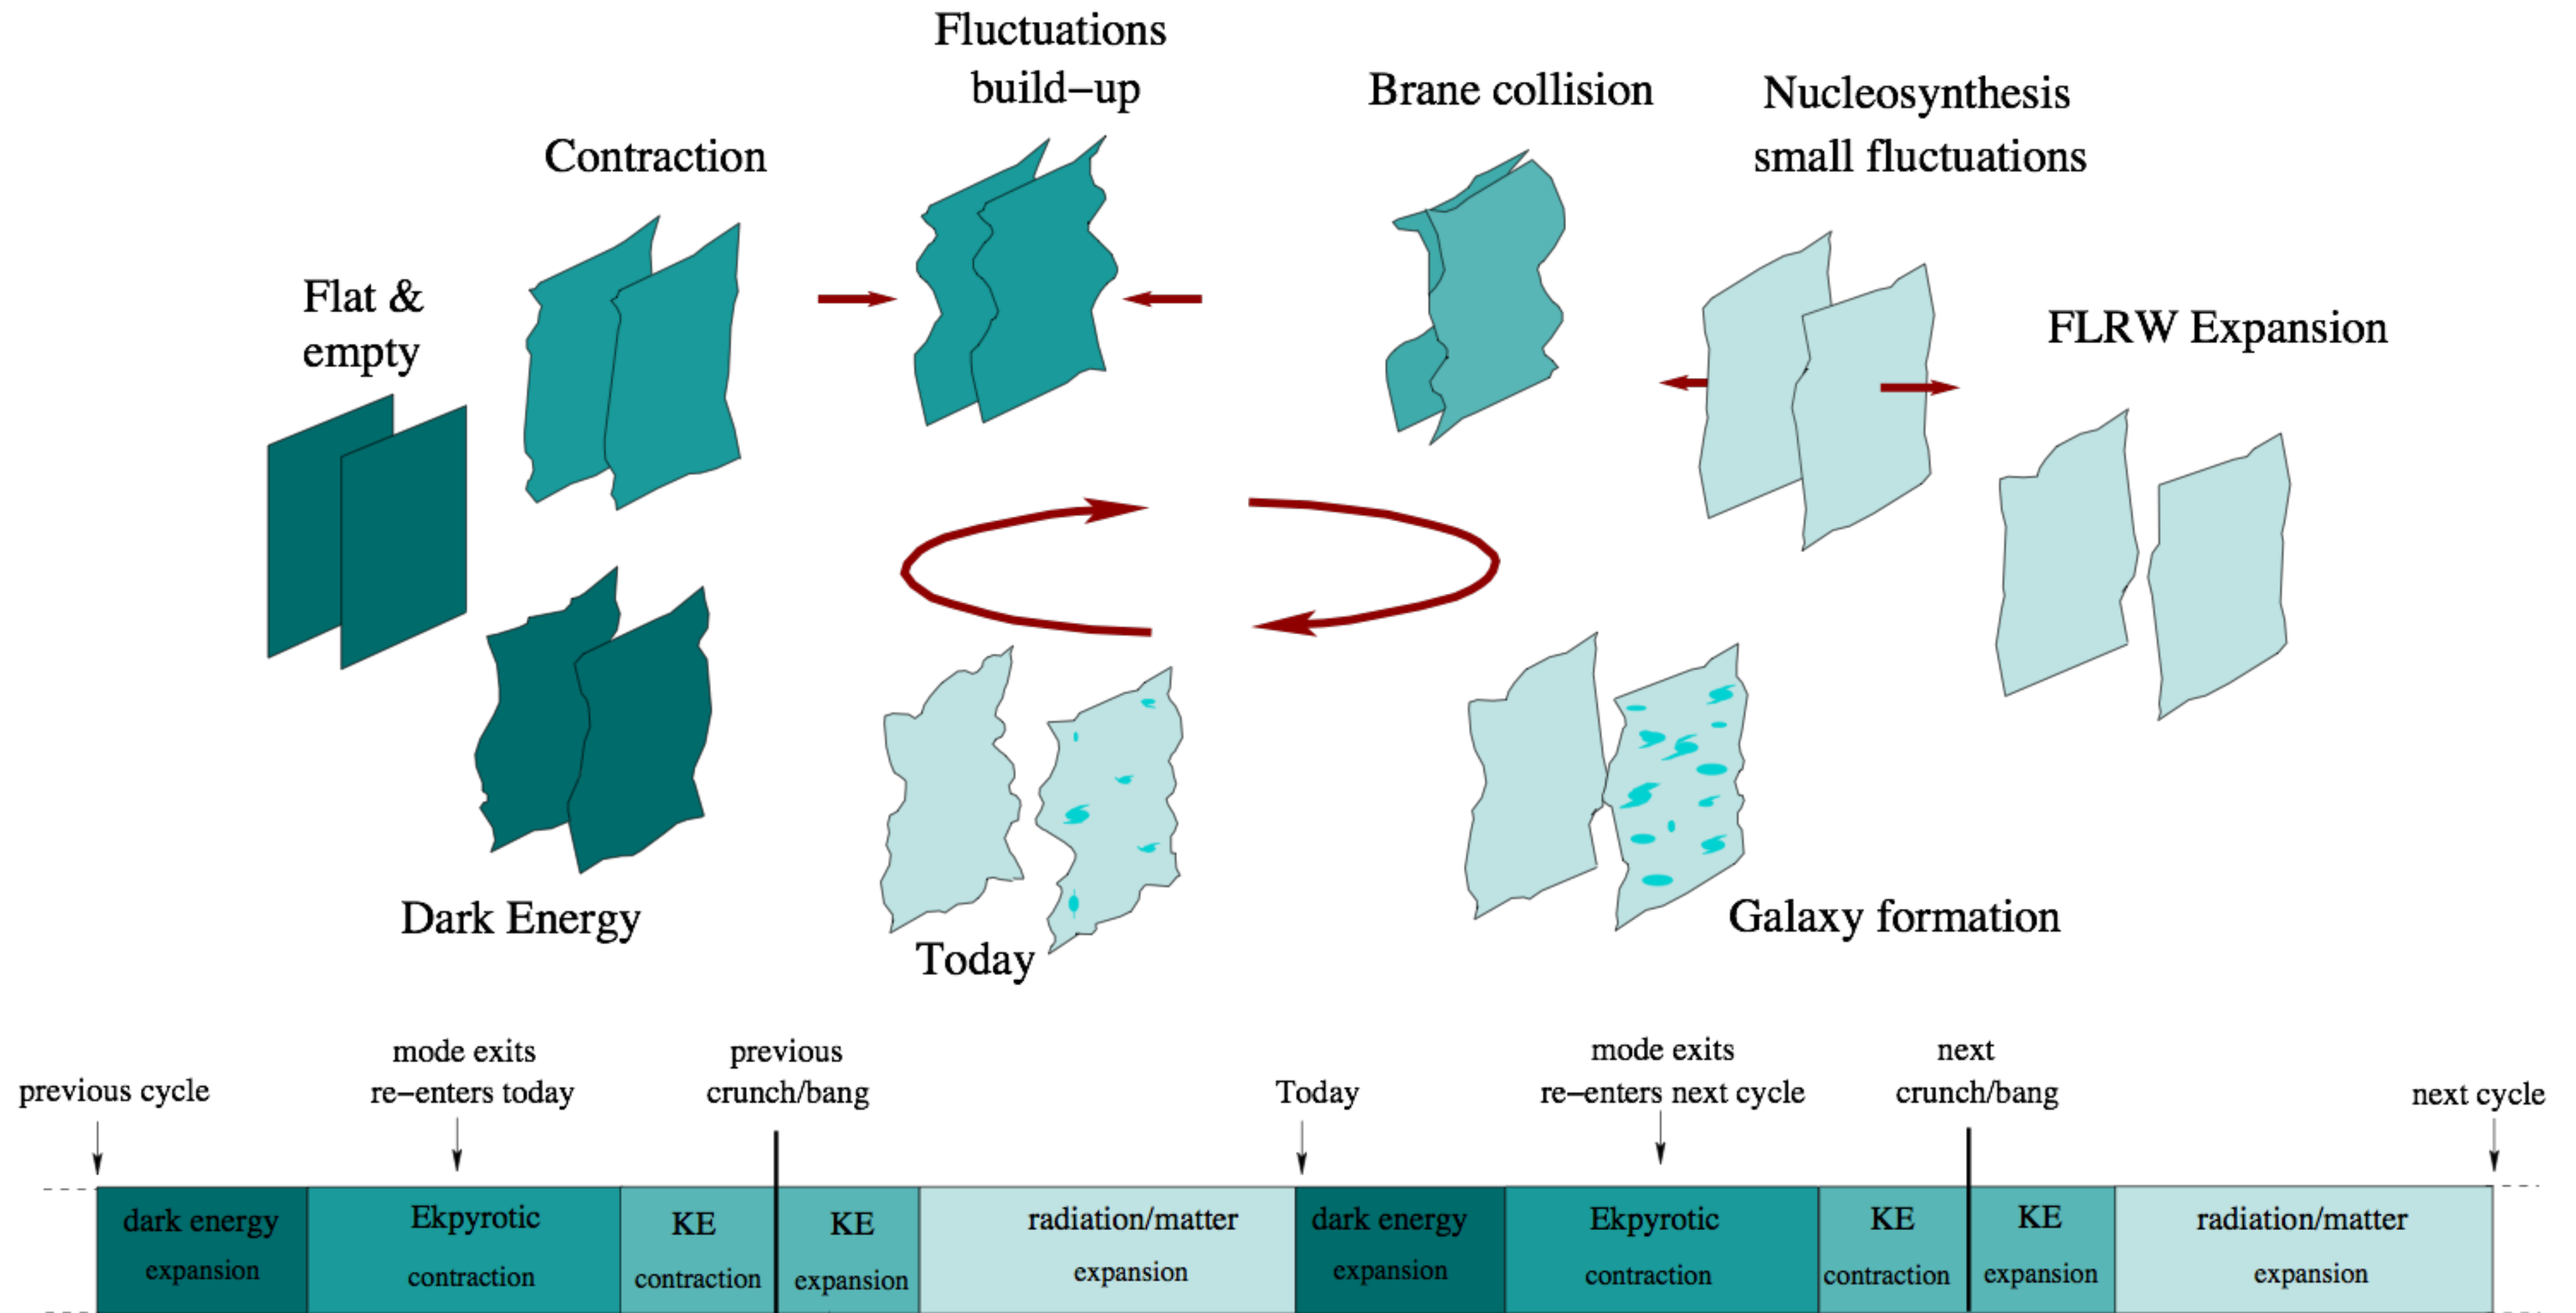 Fluctuations
build–up
Brane collision
Nucleosynthesis
small fluctuations
Contraction
Flat &
empty
FLRW Expansion
Dark Energy
Today
Galaxy formation
previous cycle
mode exits
re–enters today
previous
crunch/bang
Today
mode exits
re–enters next cycle
next
crunch/bang
next cycle
dark energy
expansion
Ekpyrotic
contraction
KE
contraction
KE
expansion
radiation/matter
expansion
dark energy
expansion
Ekpyrotic
contraction
KE
contraction
KE
expansion
radiation/matter
expansion